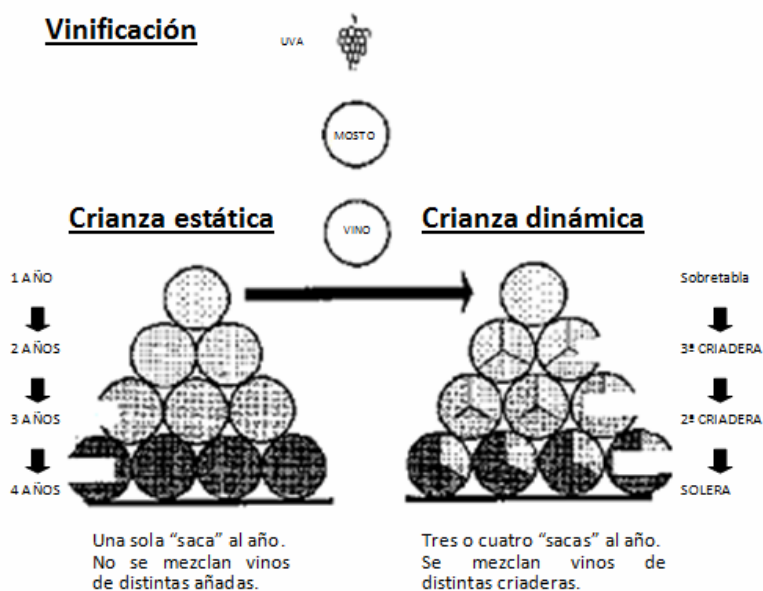 Vinificación
UVA
MOSTO
VINO
Crianza estática
Crianza dinámica
1 AÑO
2 AÑOS
3 AÑOS
4 AÑOS
Sobretabla
3ª CRIADERA
2ª CRIADERA
SOLERA
Una sola “saca” al año.
No se mezclan vinos
de distintas añadas.
Tres o cuatro “sacas” al año.
Se mezclan vinos de
distintas criaderas.